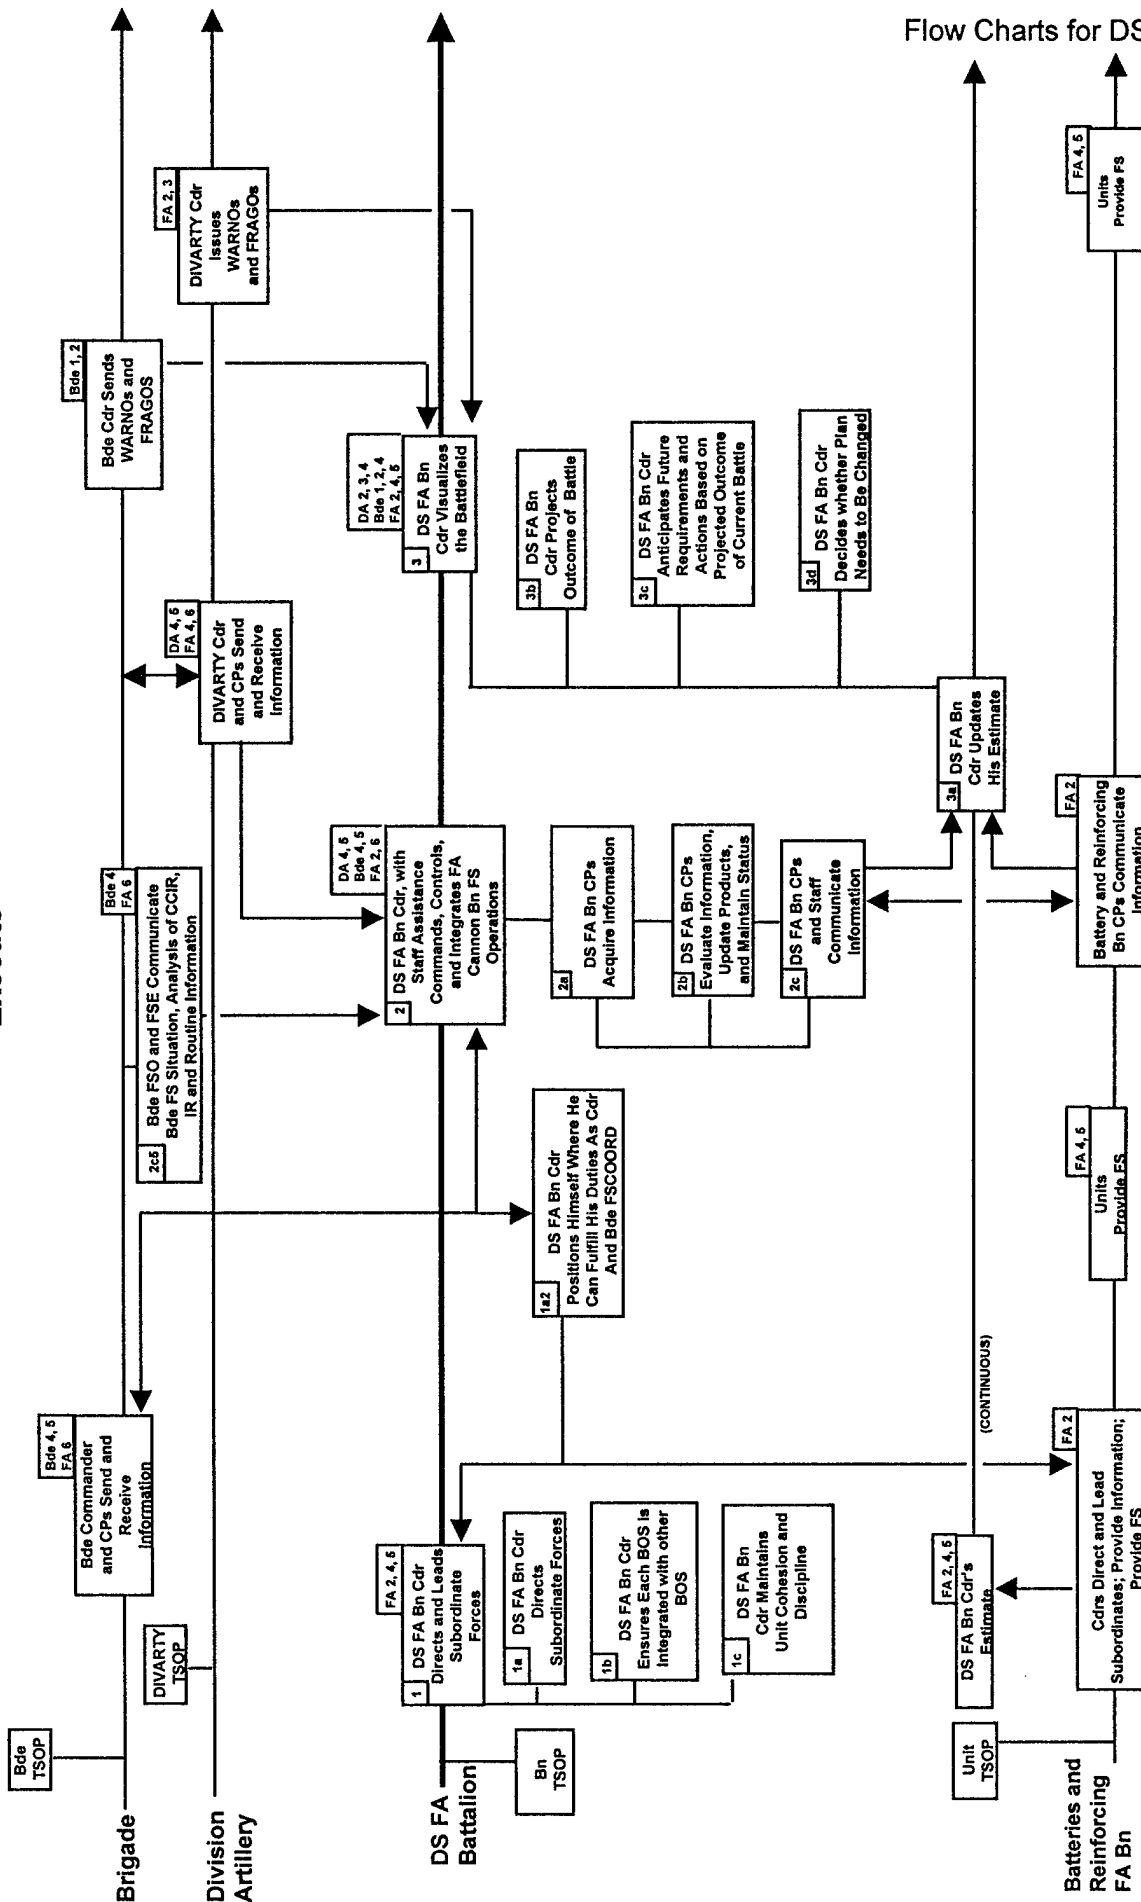 Flow Charts for DS
Brigade
Bde
TSOP
Bde 4, 5
FA 6
Bde Commander
and CPs Send and
Receive
Information
2c5
Bde 4
FA 6
Bde FSO and FSE Communicate
Bde FS Situation, Analysis of CCIR,
IR and Routine Information
Bde 1, 2
Bde Cdr Sends
WARNOs and
FRAGOS
Division
Artillery
DIVARTY
TSOP
DA 4, 5
FA 4, 6
DIVARTY Cdr
and CPs Send
and Receive
Information
FA 2, 3
DIVARTY Cdr
Issues
WARNOs
and FRAGOs
DS FA
Battalion
Bn
TSOP
FA 2, 4, 5
1
DS FA Bn Cdr
Directs and Leads
Subordinate
Forces
1a
DS FA Bn Cdr
Directs
Subordinate Forces
1b
DS FA Bn Cdr
Ensures Each BOS is
Integrated with other
BOS
1c
DS FA Bn
Cdr Maintains
Unit Cohesion and
Discipline
1a2
DS FA Bn Cdr
Positions Himself Where He
Can Fulfill His Duties As Cdr
And Bde FSCOORD
DA 4, 5
Bde 4, 5
FA 2, 6
2
DS FA Bn Cdr, with
Staff Assistance
Commands, Controls,
and Integrates FA
Cannon Bn FS
Operations
2a
DS FA Bn CPs
Acquire Information
2b
DS FA Bn CPs
Evaluate Information,
Update Products,
and Maintain Status
2c
DS FA Bn CPs
and Staff
Communicate
Information
DA 2, 3, 4
Bde 1, 2, 4
FA 2, 4, 5
3
DS FA Bn
Cdr Visualizes
the Battlefield
3b
DS FA Bn
Cdr Projects
Outcome of Battle
3c
DS FA Bn Cdr
Anticipates Future
Requirements and
Actions Based on
Projected Outcome
of Current Battle
3d
DS FA Bn Cdr
Decides whether Plan
Needs to Be Changed
FA 2, 4, 5
DS FA Bn Cdr's
Estimate
(CONTINUOUS)
3a
DS FA Bn
Cdr Updates
His Estimate
Batteries and
Reinforcing
FA Bn
Unit
TSOP
FA 2
Cdrs Direct and Lead
Subordinates; Provide Information;
Provide FS
FA 4, 5
Units
Provide FS
FA 2
Battery and Reinforcing
Bn CPs Communicate
Information
FA 4, 5
Units
Provide FS